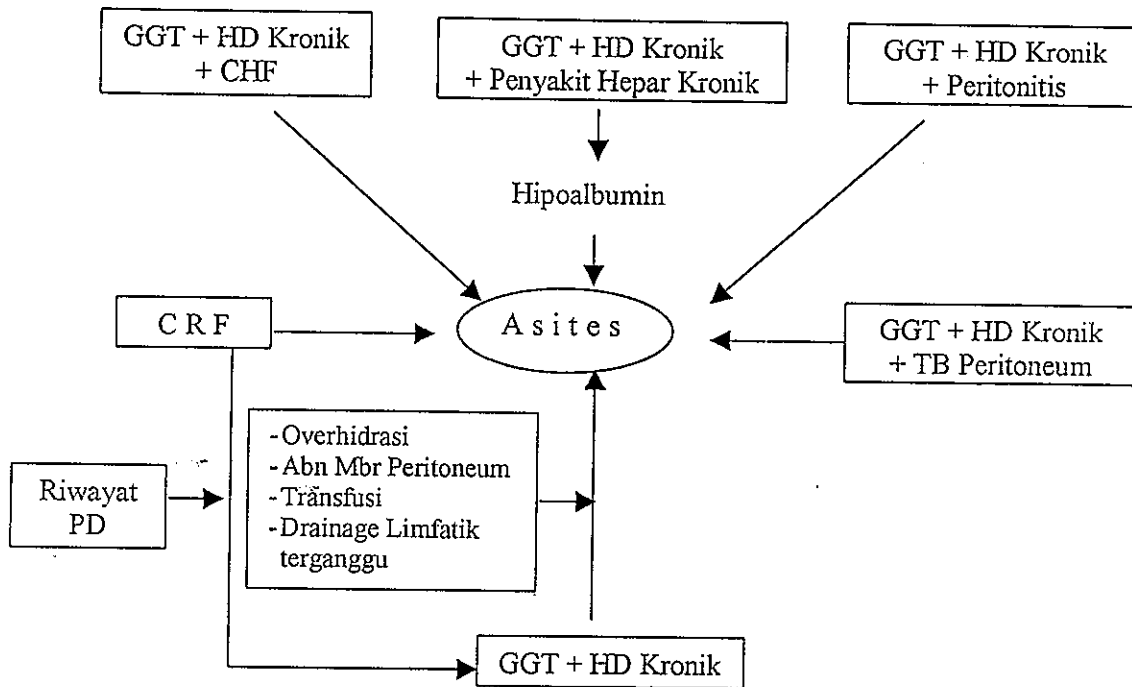 GGT + HD Kronik
+ CHF
GGT + HD Kronik
+ Penyakit Hepar Kronik
GGT + HD Kronik
+ Peritonitis
Hipoalbumin
C R F
A s i t e s
GGT + HD Kronik
+ TB Peritoneum
-Overhidrasi
-Abn Mbr Peritoneum
-Transfusi
-Drainage Limfatik
terganggu
Riwayat
PD
GGT + HD Kronik